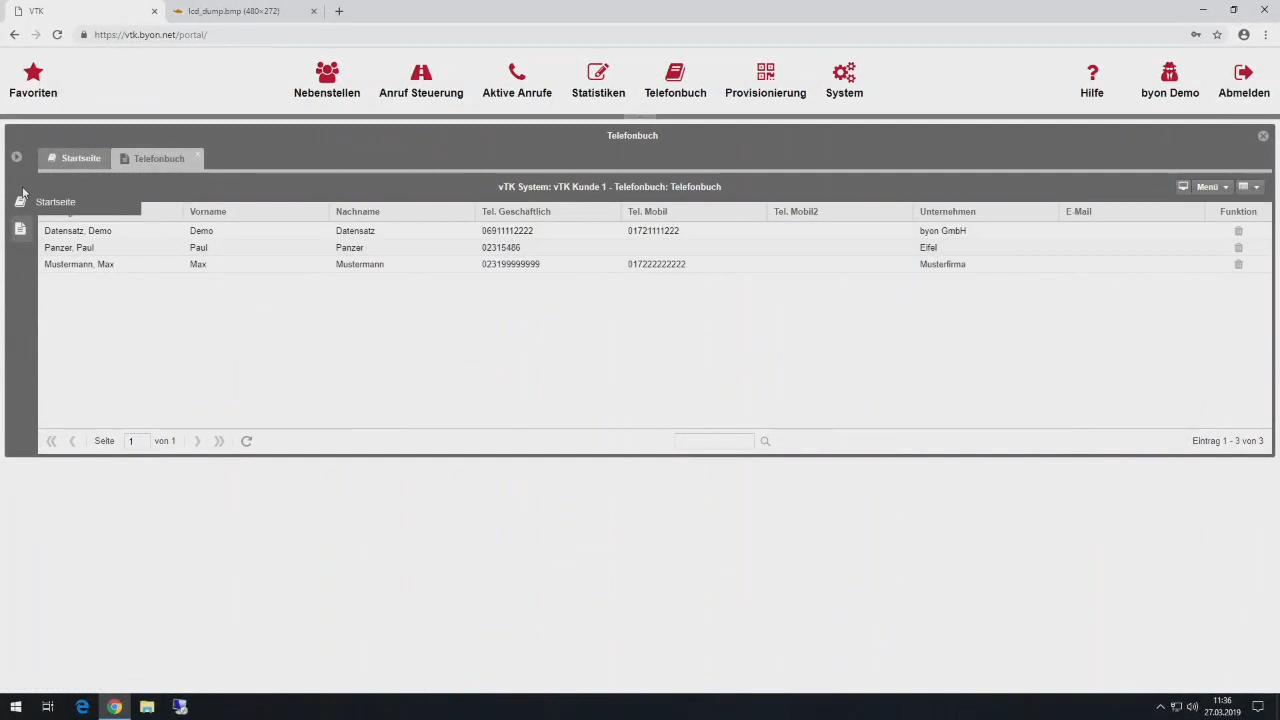 VTK
lcd_dump.bmp (480×272)
https://vtk.byon.net/portal/
Favoriten
Nebenstellen
Anruf Steuerung
Aktive Anrufe
Statistiken
Telefonbuch
Provisionierung
System
Hilfe
byon Demo
Abmelden
Telefonbuch
Startseite
Telefonbuch
vTK System: vTK Kunde 1 - Telefonbuch: Telefonbuch
Menü
Startseite
Vorname Nachname Tel. Geschäftlich Tel. Mobil Tel. Mobil2 Unternehmen E-Mail Funktion
Datensatz, Demo Demo Datensatz 06911112222 01721111222 byon GmbH
Panzer, Paul Paul Panzer 02315486 Eifel
Mustermann, Max Max Mustermann 023199999999 017222222222 Musterfirma
Seite 1 von 1
Eintrag 1 - 3 von 3
11:36
27.03.2019